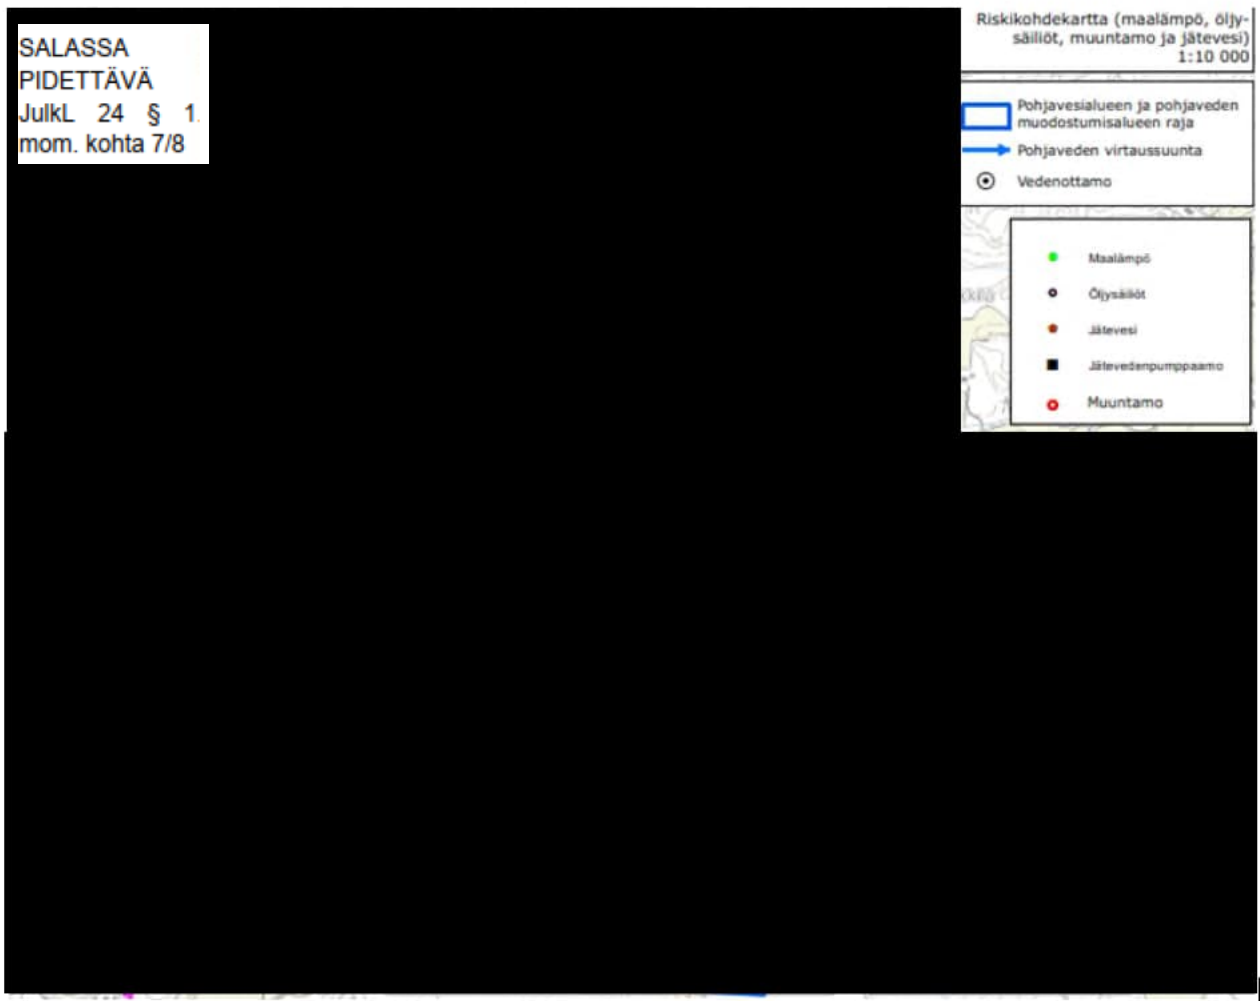 SALASSA
PIDETTÄVÄ
JulkL 24 § 1.
mom. kohta 7/8
Riskikohdekartta (maalämpö, öljy-
säiliöt, muuntamo ja jätevesi)
1:10 000
Pohjavesialueen ja pohjaveden
muodostumisalueen raja
Pohjaveden virtaussuunta
Vedenottamo
Maalämpö
Öljysäiliöt
Jätevesi
Jätevedenpumppaamo
Muuntamo